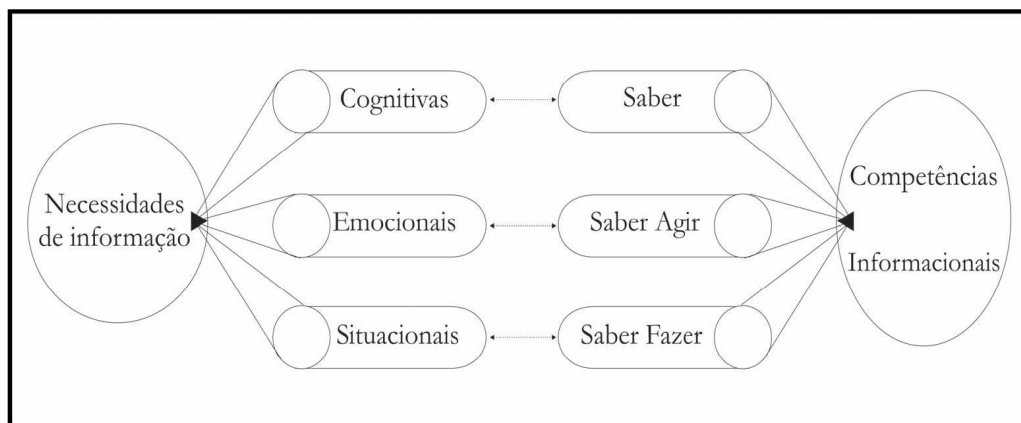 Necessidades
de informação
Cognitivas
Emocionais
Situacionais
Saber
Saber Agir
Saber Fazer
Competências
Informacionais